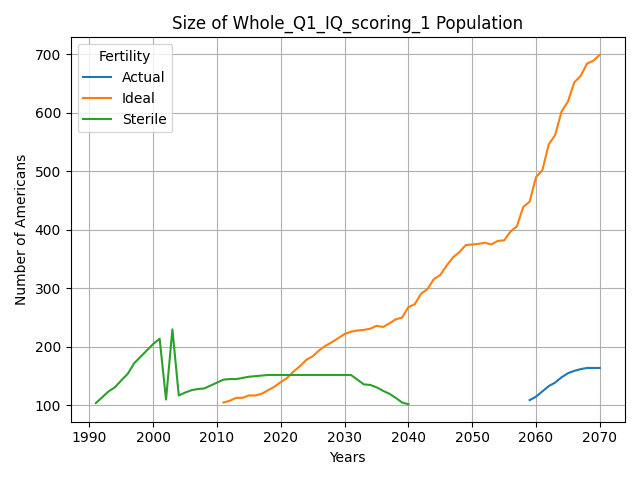 Size of Whole_Q1_IQ_scoring_1 Population
Fertility
Actual
Ideal
Sterile
Number of Americans
700
600
500
400
300
200
100
1990 2000 2010 2020 2030 2040 2050 2060 2070
Years